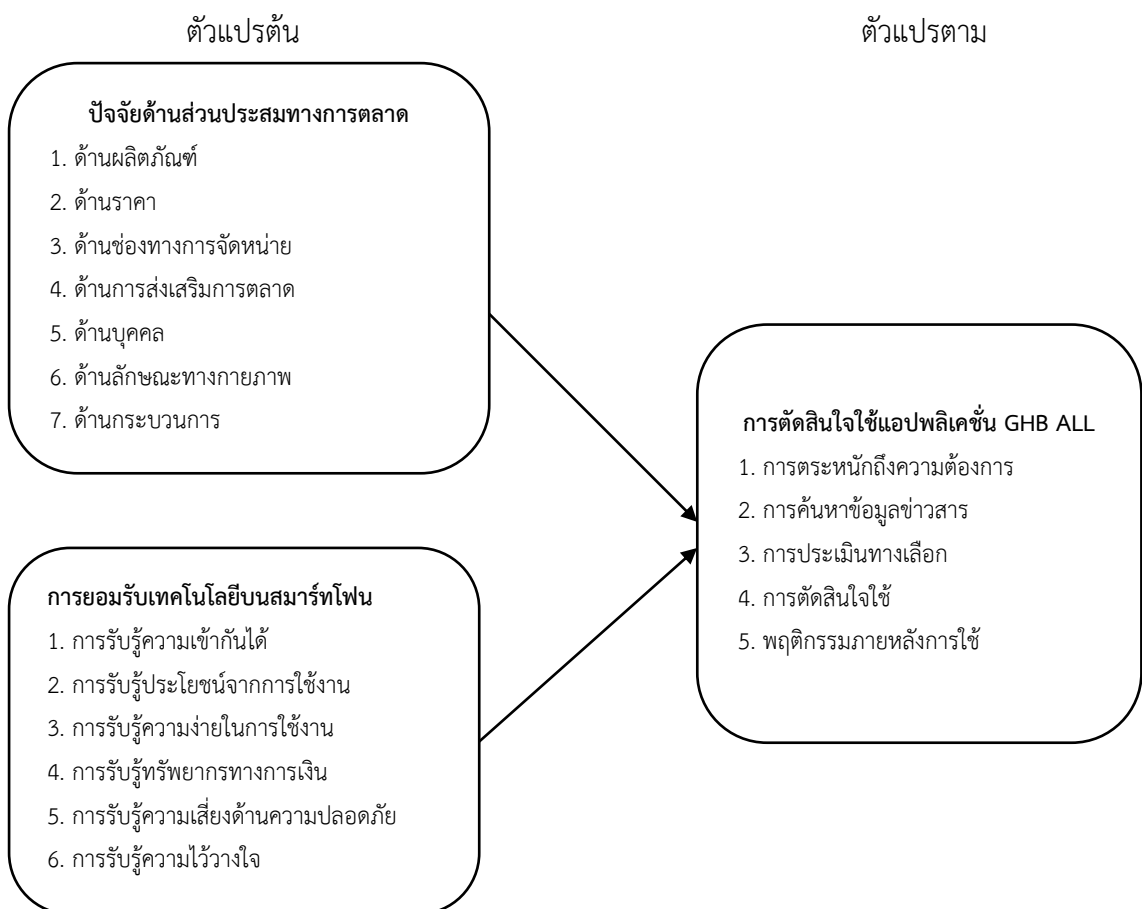 ตัวแปรต้น
ตัวแปรตาม
ปัจจัยด้านส่วนประสมทางการตลาด
1. ด้านผลิตภัณฑ์
2. ด้านราคา
3. ด้านช่องทางการจัดหน่าย
4. ด้านการส่งเสริมการตลาด
5. ด้านบุคคล
6. ด้านลักษณะทางกายภาพ
7. ด้านกระบวนการ
การยอมรับเทคโนโลยีบนสมาร์ทโฟน
1. การรับรู้ความเข้ากันได้
2. การรับรู้ประโยชน์จากการใช้งาน
3. การรับรู้ความง่ายในการใช้งาน
4. การรับรู้ทรัพยากรทางการเงิน
5. การรับรู้ความเสี่ยงด้านความปลอดภัย
6. การรับรู้ความไว้วางใจ
การตัดสินใจใช้แอปพลิเคชั่น GHB ALL
1. การตระหนักถึงความต้องการ
2. การค้นหาข้อมูลข่าวสาร
3. การประเมินทางเลือก
4. การตัดสินใจใช้
5. พฤติกรรมภายหลังการใช้